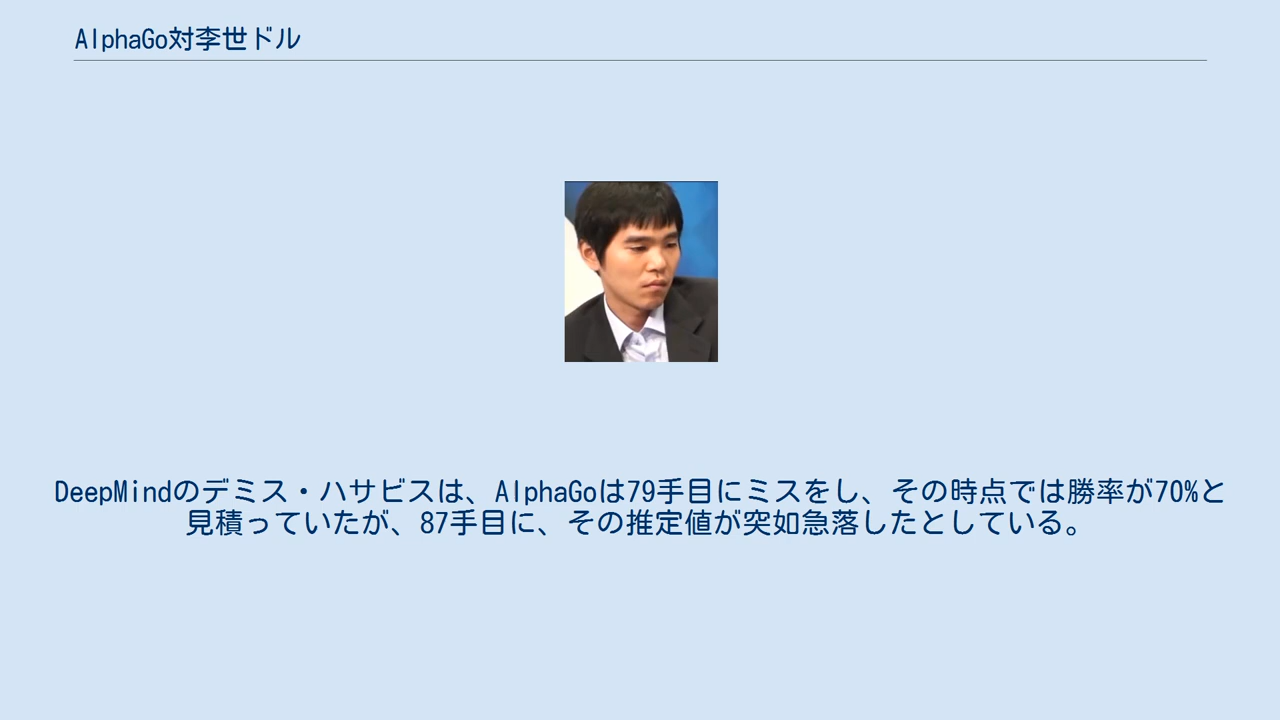 AlphaGo対李世ドル
DeepMindのデミス・ハサビスは、AlphaGoは79手目にミスをし、その時点では勝率が70%と
見積っていたが、87手目に、その推定値が突如急落したとしている。